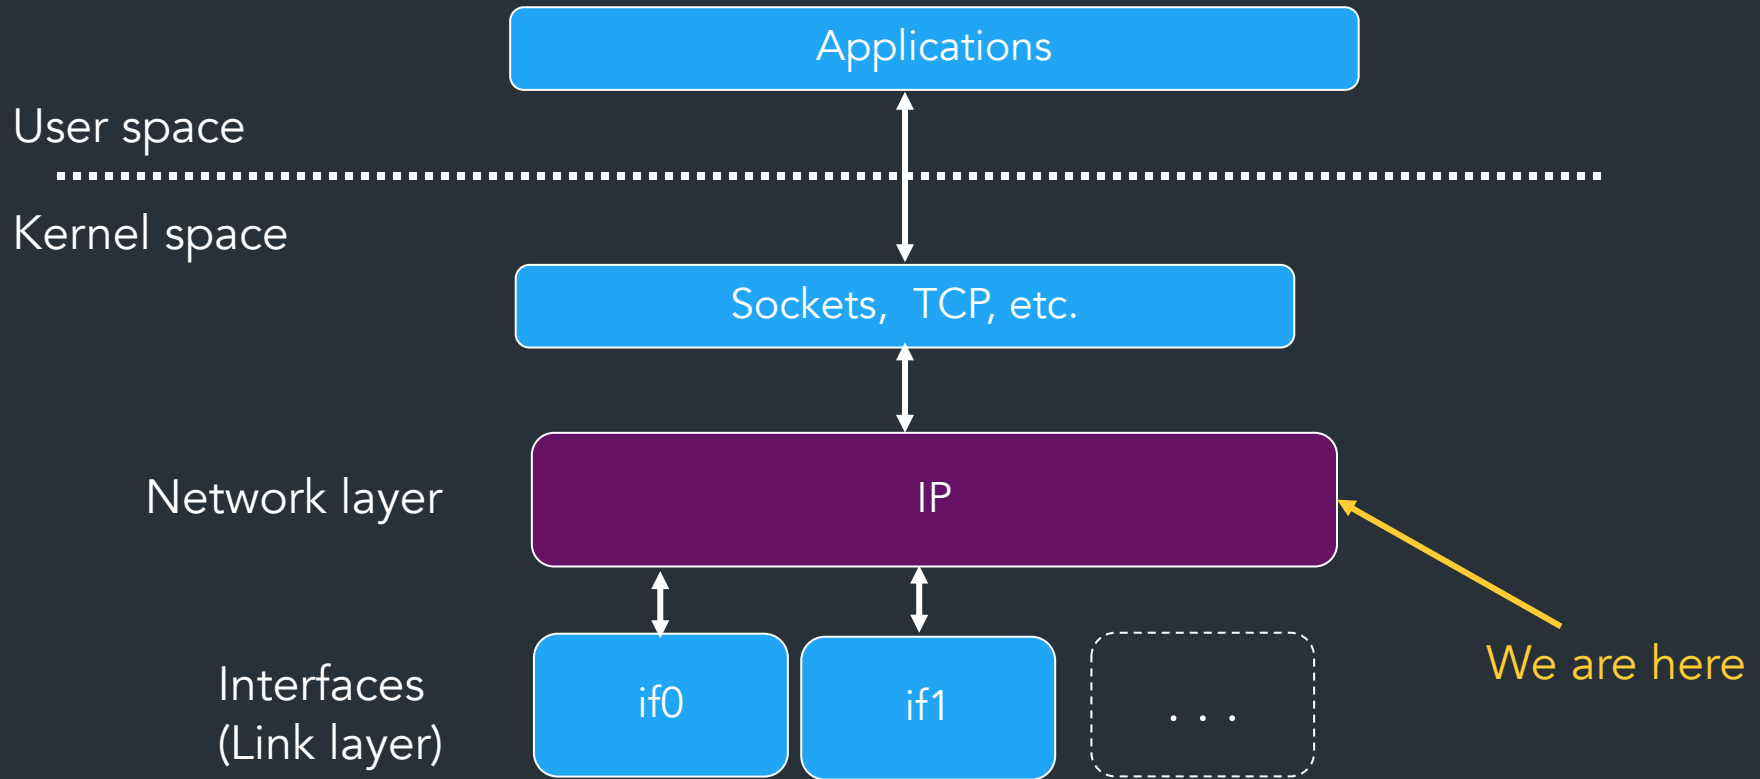 Applications
User space
Kernel space
Sockets, TCP, etc.
Network layer
IP
We are here
Interfaces
(Link layer)
if0
if1
. . .